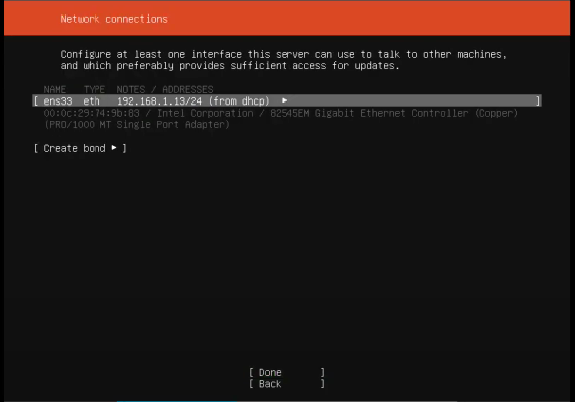 Network connections
Configure at least one interface this server can use to talk to other machines,
and which preferably provides sufficient access for updates.
NAME TYPE NOTES / ADDRESSES
[ ens33 eth 192.168.1.13/24 (from dhcp) ▸ ]
00:0c:29:74:9b:83 / Intel Corporation / 82545EM Gigabit Ethernet Controller (Copper)
(PRO/1000 MT Single Port Adapter)
[ Create bond ▸ ]
[ Done ]
[ Back ]